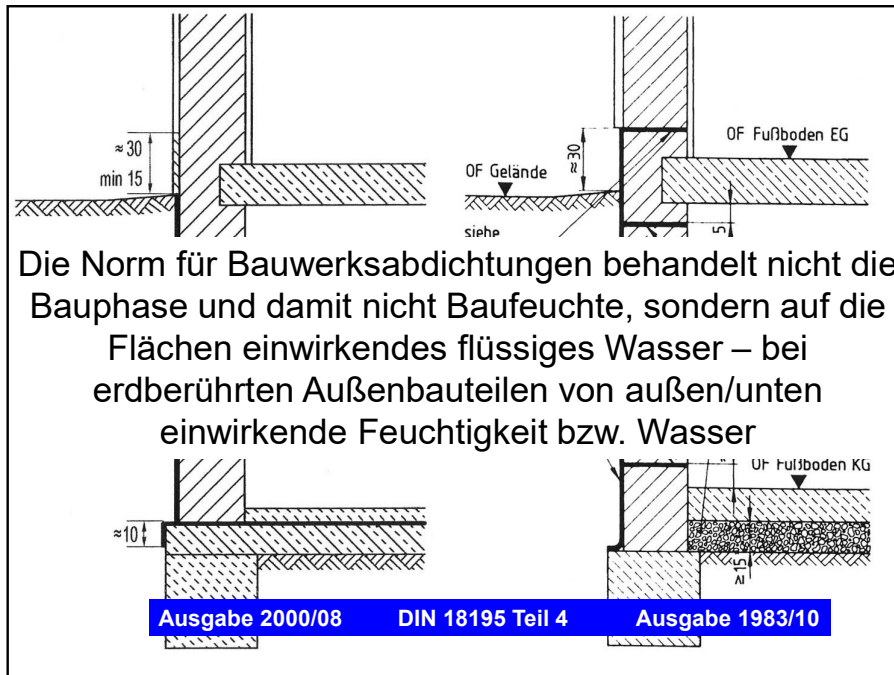 ≈30
min 15
OF Gelände
≈30
OF Fußboden EG
siehe
5
Die Norm für Bauwerksabdichtungen behandelt nicht die
Bauphase und damit nicht Baufeuchte, sondern auf die
Flächen einwirkendes flüssiges Wasser – bei
erdberührten Außenbauteilen von außen/unten
einwirkende Feuchtigkeit bzw. Wasser
OF Fußboden KG
≈10
≥15
Ausgabe 2000/08 DIN 18195 Teil 4 Ausgabe 1983/10